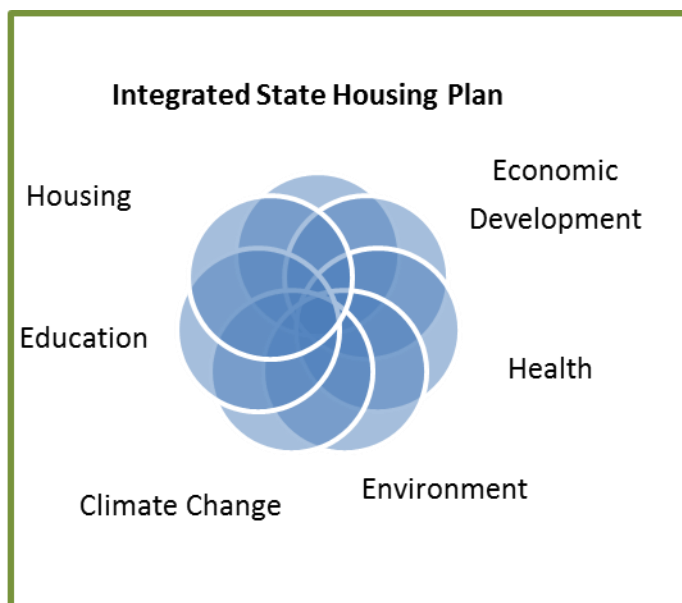 Integrated State Housing Plan
Housing
Economic
Development
Education
Health
Climate Change
Environment